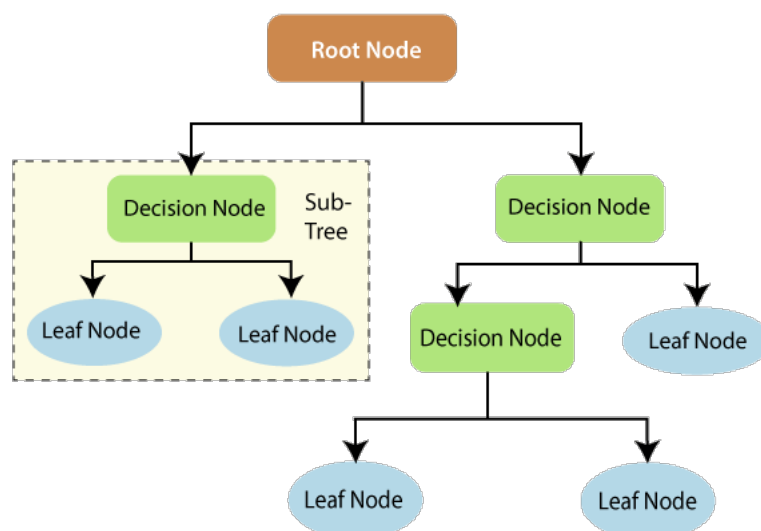 Root Node
Decision Node
Sub-
Tree
Decision Node
Leaf Node
Leaf Node
Decision Node
Leaf Node
Leaf Node
Leaf Node